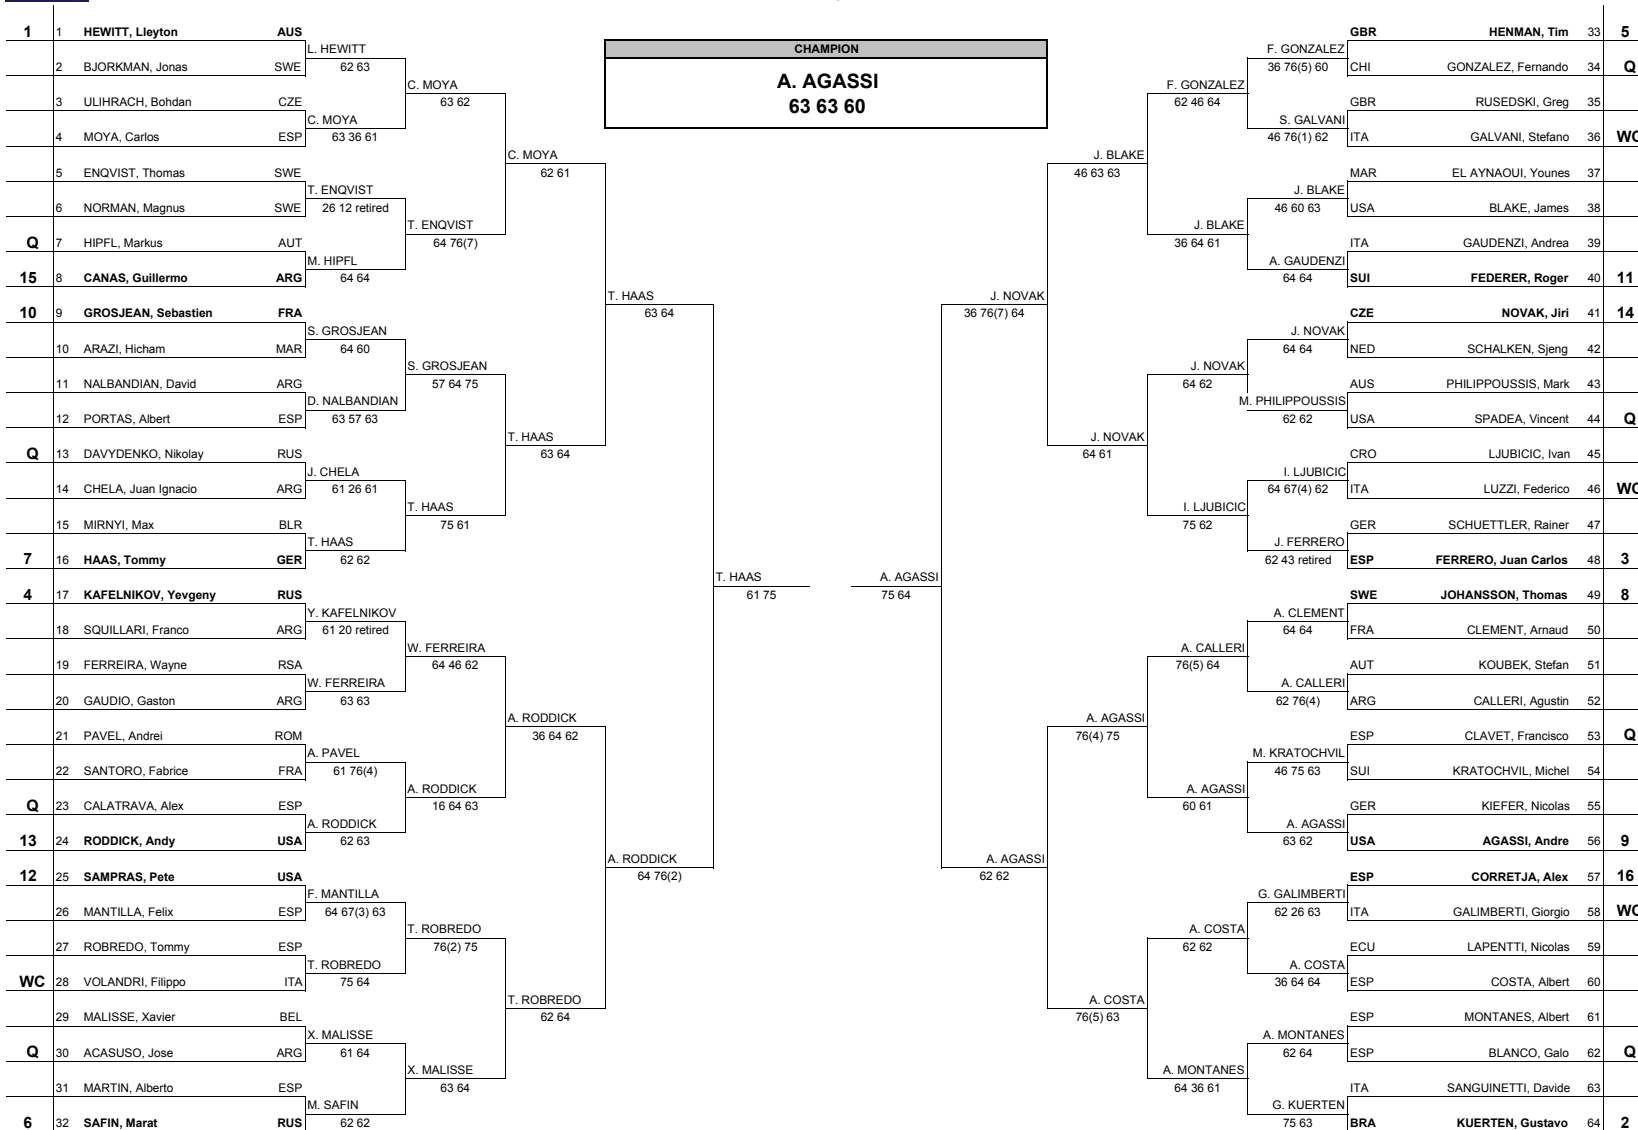 CHAMPION
A. AGASSI
63 63 60
1 1 HEWITT, Lleyton AUS
L. HEWITT
62 63
2 BJORKMAN, Jonas SWE
C. MOYA
63 62
3 ULIHRACH, Bohdan CZE
C. MOYA
63 36 61
4 MOYA, Carlos ESP
C. MOYA
62 61
5 ENQVIST, Thomas SWE
T. ENQVIST
26 12 retired
6 NORMAN, Magnus SWE
T. ENQVIST
64 76(7)
Q 7 HIPFL, Markus AUT
M. HIPFL
64 64
15 8 CANAS, Guillermo ARG
T. HAAS
63 64
10 9 GROSJEAN, Sebastien FRA
S. GROSJEAN
64 60
10 ARAZI, Hicham MAR
S. GROSJEAN
57 64 75
11 NALBANDIAN, David ARG
D. NALBANDIAN
63 57 63
12 PORTAS, Albert ESP
T. HAAS
63 64
Q 13 DAVYDENKO, Nikolay RUS
J. CHELA
61 26 61
14 CHELA, Juan Ignacio ARG
T. HAAS
75 61
15 MIRNYI, Max BLR
T. HAAS
62 62
7 16 HAAS, Tommy GER
T. HAAS
61 75
4 17 KAFELNIKOV, Yevgeny RUS
Y. KAFELNIKOV
61 20 retired
18 SQUILLARI, Franco ARG
W. FERREIRA
64 46 62
19 FERREIRA, Wayne RSA
W. FERREIRA
63 63
20 GAUDIO, Gaston ARG
A. RODDICK
36 64 62
21 PAVEL, Andrei ROM
A. PAVEL
61 76(4)
22 SANTORO, Fabrice FRA
A. RODDICK
16 64 63
Q 23 CALATRAVA, Alex ESP
A. RODDICK
62 63
13 24 RODDICK, Andy USA
A. RODDICK
64 76(2)
12 25 SAMPRAS, Pete USA
F. MANTILLA
64 67(3) 63
26 MANTILLA, Felix ESP
T. ROBREDO
76(2) 75
27 ROBREDO, Tommy ESP
T. ROBREDO
75 64
WC 28 VOLANDRI, Filippo ITA
T. ROBREDO
62 64
29 MALISSE, Xavier BEL
X. MALISSE
61 64
Q 30 ACASUSO, Jose ARG
X. MALISSE
63 64
31 MARTIN, Alberto ESP
M. SAFIN
62 62
6 32 SAFIN, Marat RUS
GBR HENMAN, Tim 33 5
F. GONZALEZ
36 76(5) 60
CHI GONZALEZ, Fernando 34 Q
F. GONZALEZ
62 46 64
GBR RUSEDSKI, Greg 35
S. GALVANI
46 76(1) 62
ITA GALVANI, Stefano 36 WC
J. BLAKE
46 63 63
MAR EL AYNAOUI, Younes 37
J. BLAKE
46 60 63
USA BLAKE, James 38
J. BLAKE
36 64 61
ITA GAUDENZI, Andrea 39
A. GAUDENZI
64 64
SUI FEDERER, Roger 40 11
J. NOVAK
36 76(7) 64
CZE NOVAK, Jiri 41 14
J. NOVAK
64 64
NED SCHALKEN, Sjeng 42
J. NOVAK
64 62
AUS PHILIPPOUSSIS, Mark 43
M. PHILIPPOUSSIS
62 62
USA SPADEA, Vincent 44 Q
J. NOVAK
64 61
CRO LJUBICIC, Ivan 45
I. LJUBICIC
64 67(4) 62
ITA LUZZI, Federico 46 WC
I. LJUBICIC
75 62
GER SCHUETTLER, Rainer 47
J. FERRERO
62 43 retired
ESP FERRERO, Juan Carlos 48 3
A. AGASSI
75 64
SWE JOHANSSON, Thomas 49 8
A. CLEMENT
64 64
FRA CLEMENT, Arnaud 50
A. CALLERI
76(5) 64
AUT KOUBEK, Stefan 51
A. CALLERI
62 76(4)
ARG CALLERI, Agustin 52
A. AGASSI
76(4) 75
ESP CLAVET, Francisco 53 Q
M. KRATOCHVIL
46 75 63
SUI KRATOCHVIL, Michel 54
A. AGASSI
60 61
GER KIEFER, Nicolas 55
A. AGASSI
63 62
USA AGASSI, Andre 56 9
A. AGASSI
62 62
ESP CORRETJA, Alex 57 16
G. GALIMBERTI
62 26 63
ITA GALIMBERTI, Giorgio 58 WC
A. COSTA
62 62
ECU LAPENTTI, Nicolas 59
A. COSTA
36 64 64
ESP COSTA, Albert 60
A. COSTA
76(5) 63
ESP MONTANES, Albert 61
A. MONTANES
62 64
ESP BLANCO, Galo 62 Q
A. MONTANES
64 36 61
ITA SANGUINETTI, Davide 63
G. KUERTEN
75 63
BRA KUERTEN, Gustavo 64 2